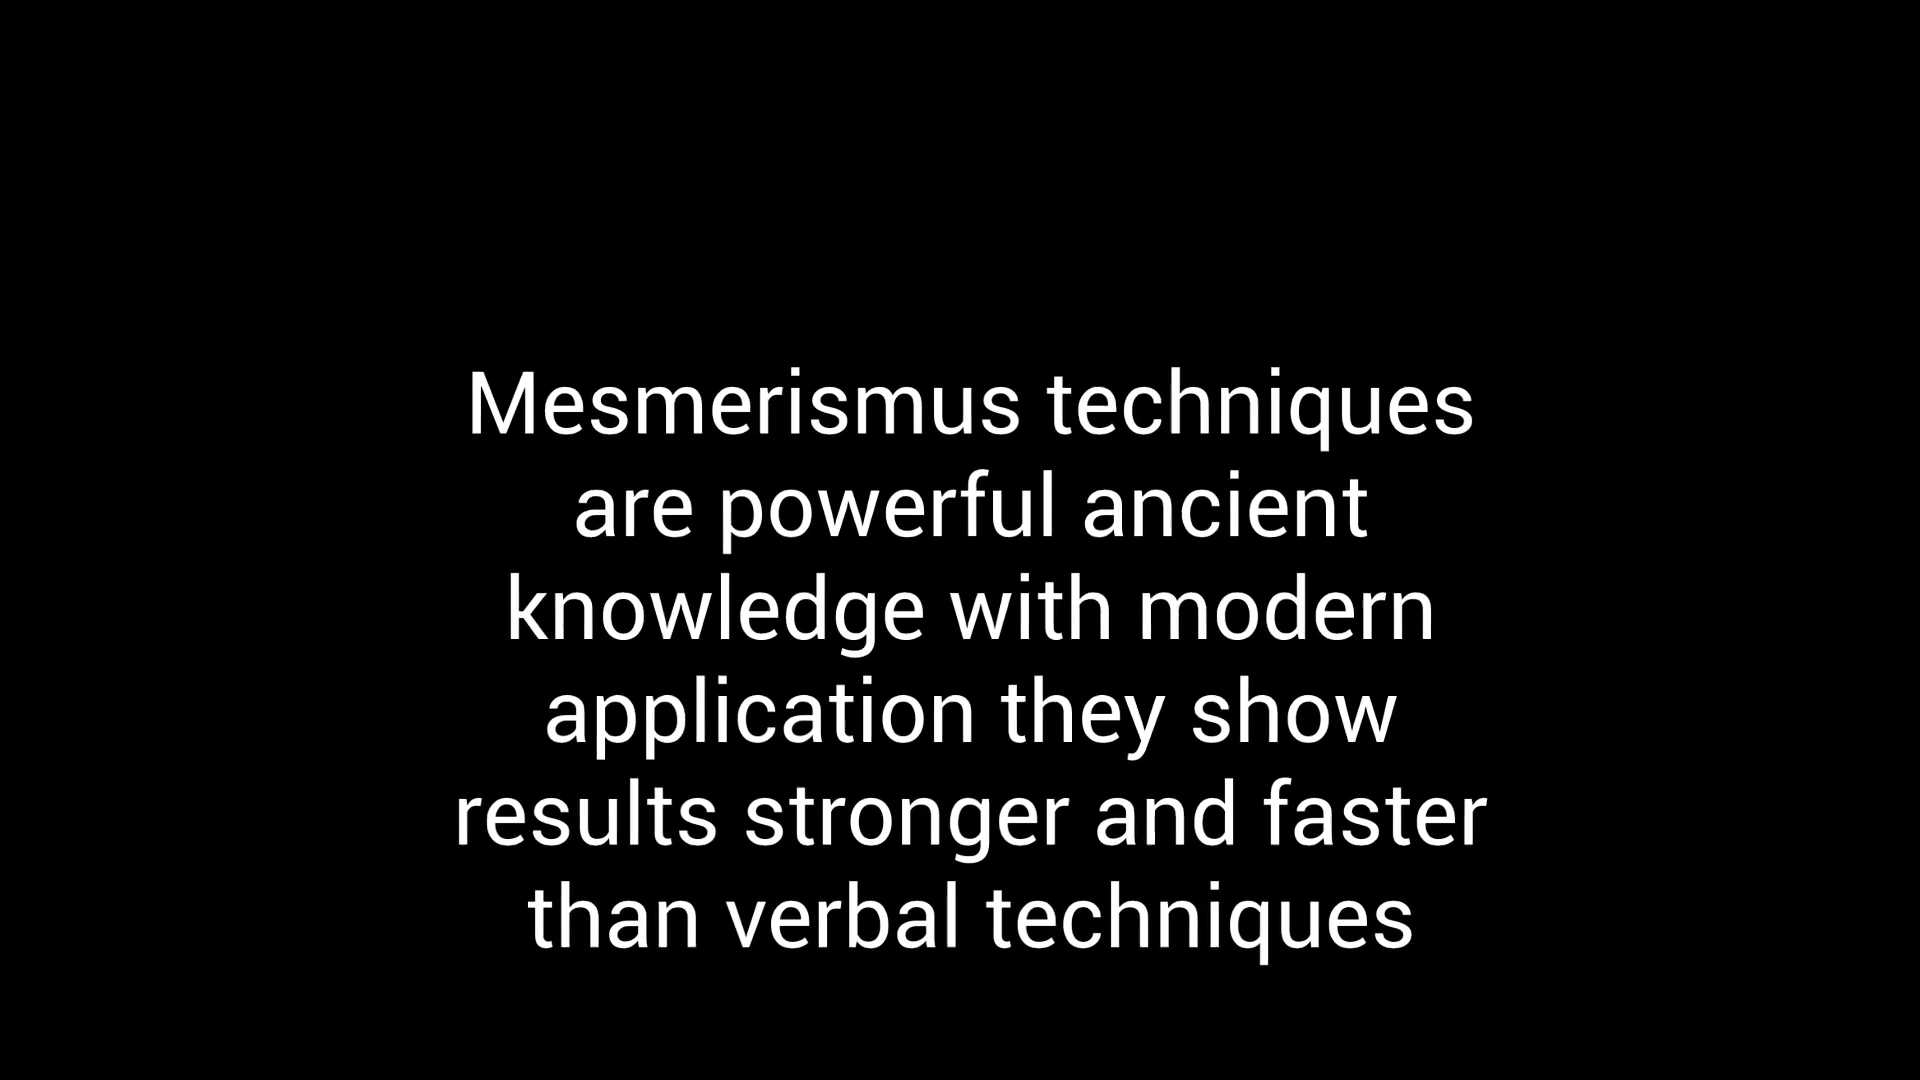 Mesmerismus techniques
are powerful ancient
knowledge with modern
application they show
results stronger and faster
than verbal techniques